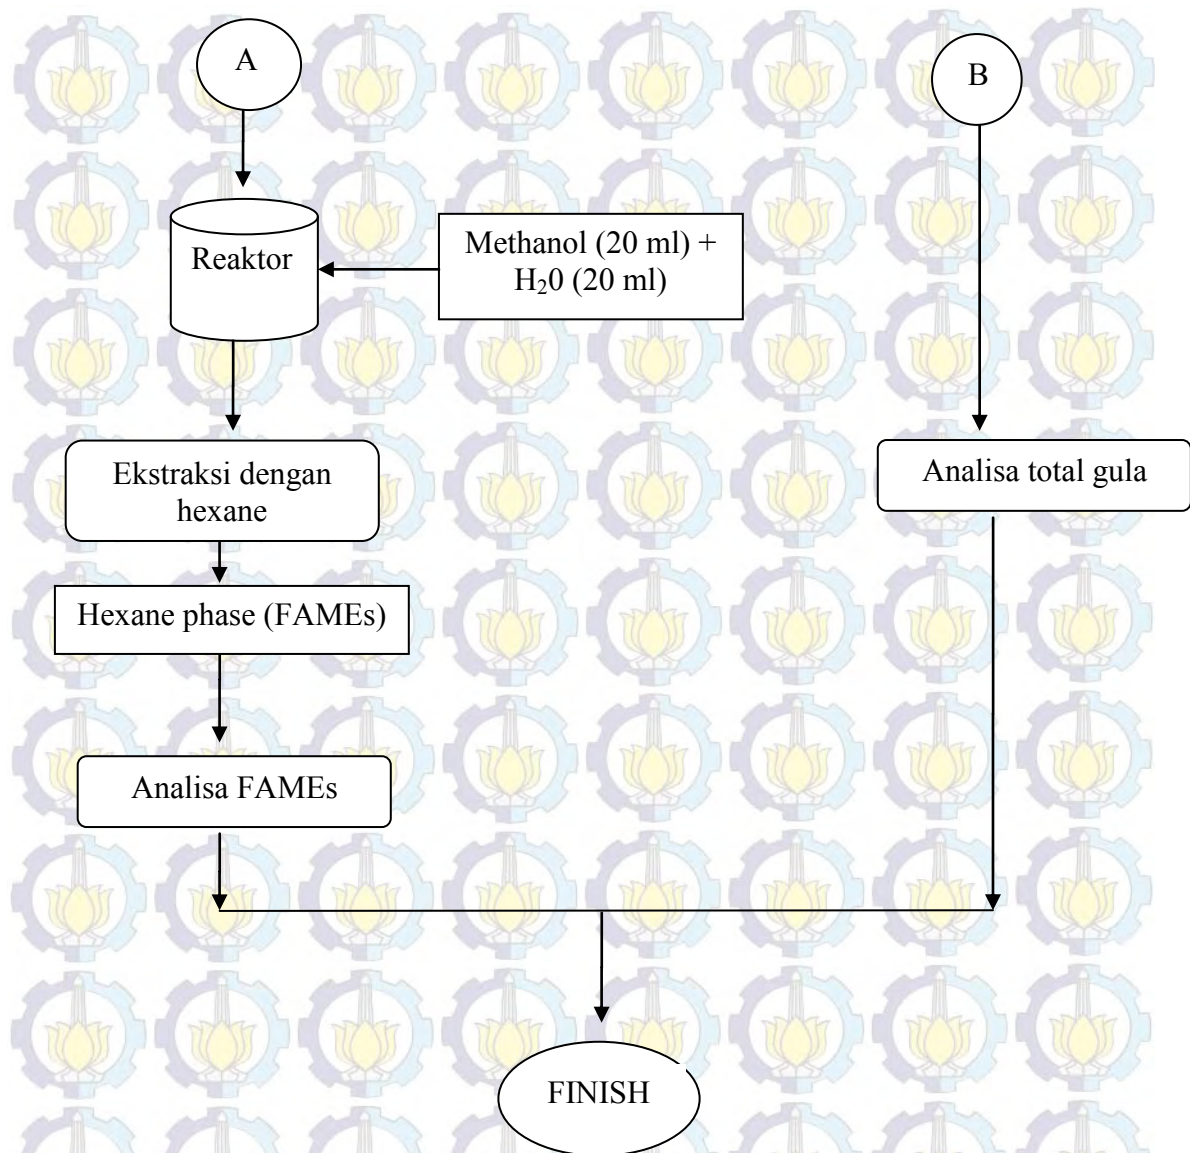 A
B
Reaktor
Methanol (20 ml) +
H₂0 (20 ml)
Ekstraksi dengan
hexane
Analisa total gula
Hexane phase (FAMEs)
Analisa FAMEs
FINISH